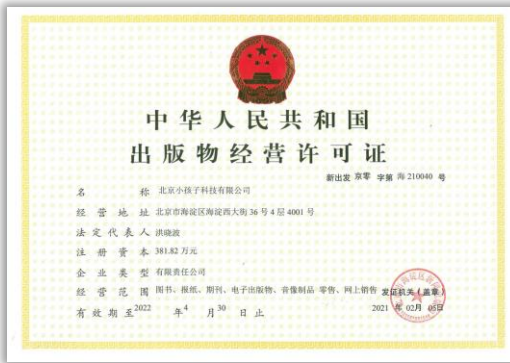 中华人民共和国
出版物经营许可证
新出发 京零 字第 海 210040 号
名 称 北京小孩子科技有限公司
经 营 地 址 北京市海淀区海淀西大街 36 号 4 层 4001 号
法 定 代 表 人 洪晓波
注 册 资 本 381.82 万元
企 业 类 型 有限责任公司
经 营 范 围 图书、报纸、期刊、电子出版物、音像制品 零售、网上销售 发证机关（盖章）
有 效 期 至 2022 年 4 月 30 日 止 2021 年 02月 05日